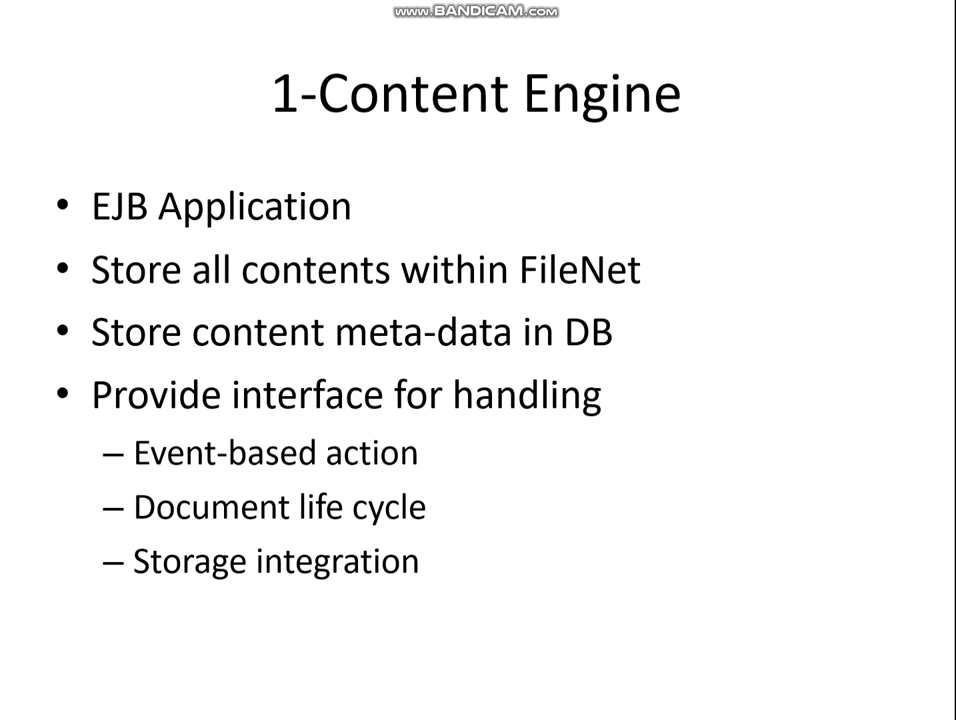 www.BANDICAM.com
1-Content Engine
• EJB Application
• Store all contents within FileNet
• Store content meta-data in DB
• Provide interface for handling
– Event-based action
– Document life cycle
– Storage integration